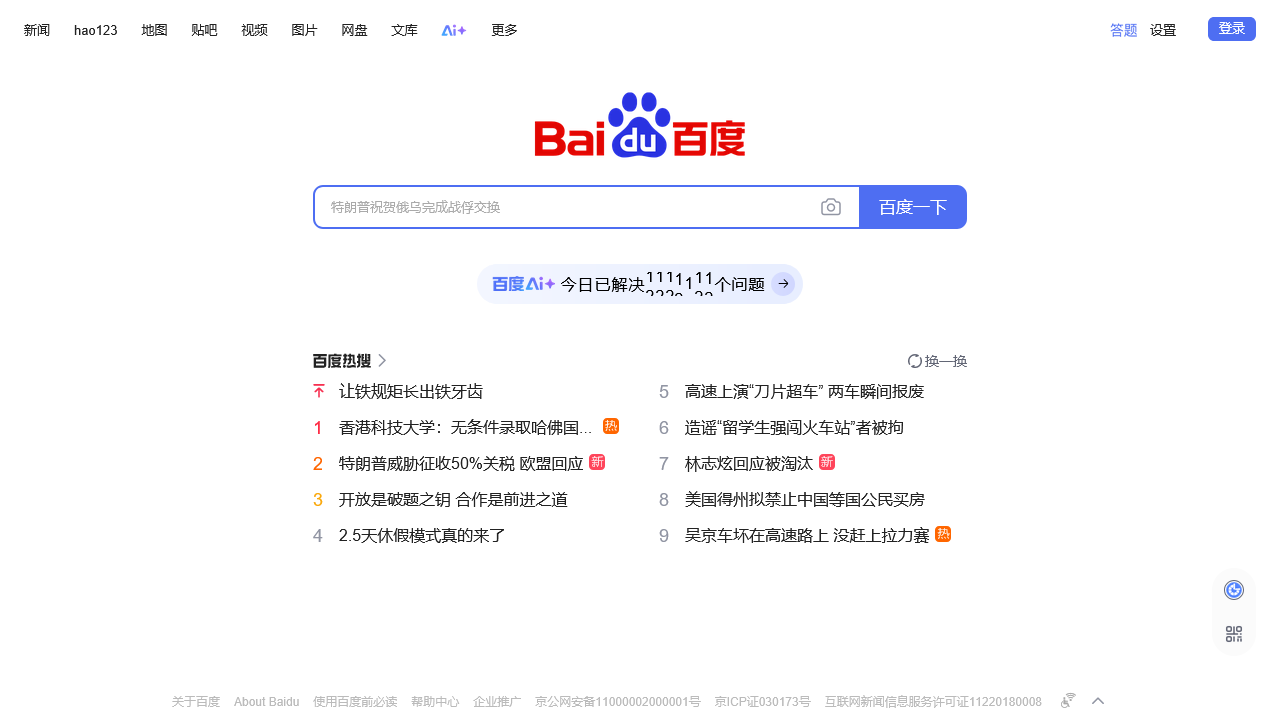 新闻 hao123 地图 贴吧 视频 图片 网盘 文库 Ai+ 更多 答题 设置 登录
Bai du 百度
特朗普祝贺俄乌完成战俘交换 百度一下
百度Ai+ 今日已解决 个问题
百度热搜 换一换
让铁规矩长出铁牙齿
1 香港科技大学：无条件录取哈佛国... 热
2 特朗普威胁征收50%关税 欧盟回应 新
3 开放是破题之钥 合作是前进之道
4 2.5天休假模式真的来了
5 高速上演“刀片超车” 两车瞬间报废
6 造谣“留学生强闯火车站”者被拘
7 林志炫回应被淘汰 新
8 美国得州拟禁止中国等国公民买房
9 吴京车坏在高速路上 没赶上拉力赛 热
关于百度 About Baidu 使用百度前必读 帮助中心 企业推广 京公网安备11000002000001号 京ICP证030173号 互联网新闻信息服务许可证11220180008